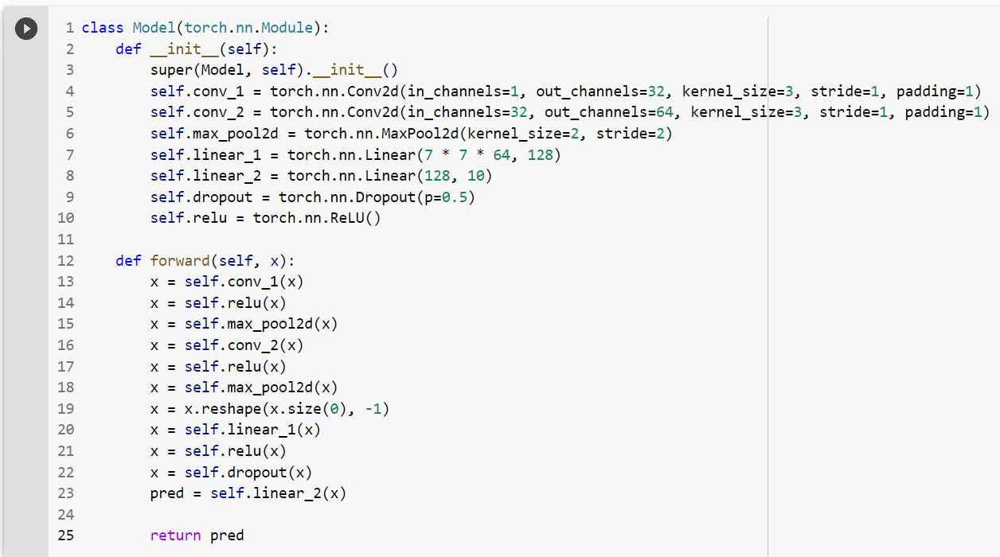 1 class Model(torch.nn.Module):
2     def __init__(self):
3         super(Model, self).__init__()
4         self.conv_1 = torch.nn.Conv2d(in_channels=1, out_channels=32, kernel_size=3, stride=1, padding=1)
5         self.conv_2 = torch.nn.Conv2d(in_channels=32, out_channels=64, kernel_size=3, stride=1, padding=1)
6         self.max_pool2d = torch.nn.MaxPool2d(kernel_size=2, stride=2)
7         self.linear_1 = torch.nn.Linear(7 * 7 * 64, 128)
8         self.linear_2 = torch.nn.Linear(128, 10)
9         self.dropout = torch.nn.Dropout(p=0.5)
10         self.relu = torch.nn.ReLU()
11
12     def forward(self, x):
13         x = self.conv_1(x)
14         x = self.relu(x)
15         x = self.max_pool2d(x)
16         x = self.conv_2(x)
17         x = self.relu(x)
18         x = self.max_pool2d(x)
19         x = x.reshape(x.size(0), -1)
20         x = self.linear_1(x)
21         x = self.relu(x)
22         x = self.dropout(x)
23         pred = self.linear_2(x)
24
25         return pred